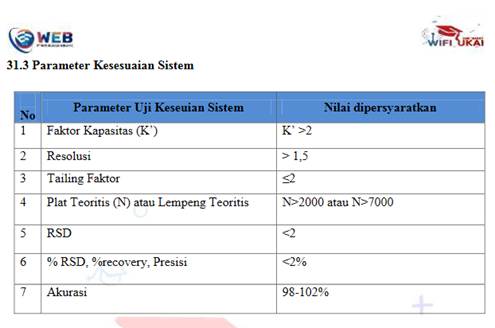 WEB
WIFI UKAI
31.3 Parameter Kesesuaian Sistem
No Parameter Uji Keseuian Sistem Nilai dipersyaratkan
1 Faktor Kapasitas (K’) K’ >2
2 Resolusi > 1,5
3 Tailing Faktor ≤2
4 Plat Teoritis (N) atau Lempeng Teoritis N>2000 atau N>7000
5 RSD <2
6 % RSD, %recovery, Presisi <2%
7 Akurasi 98-102%